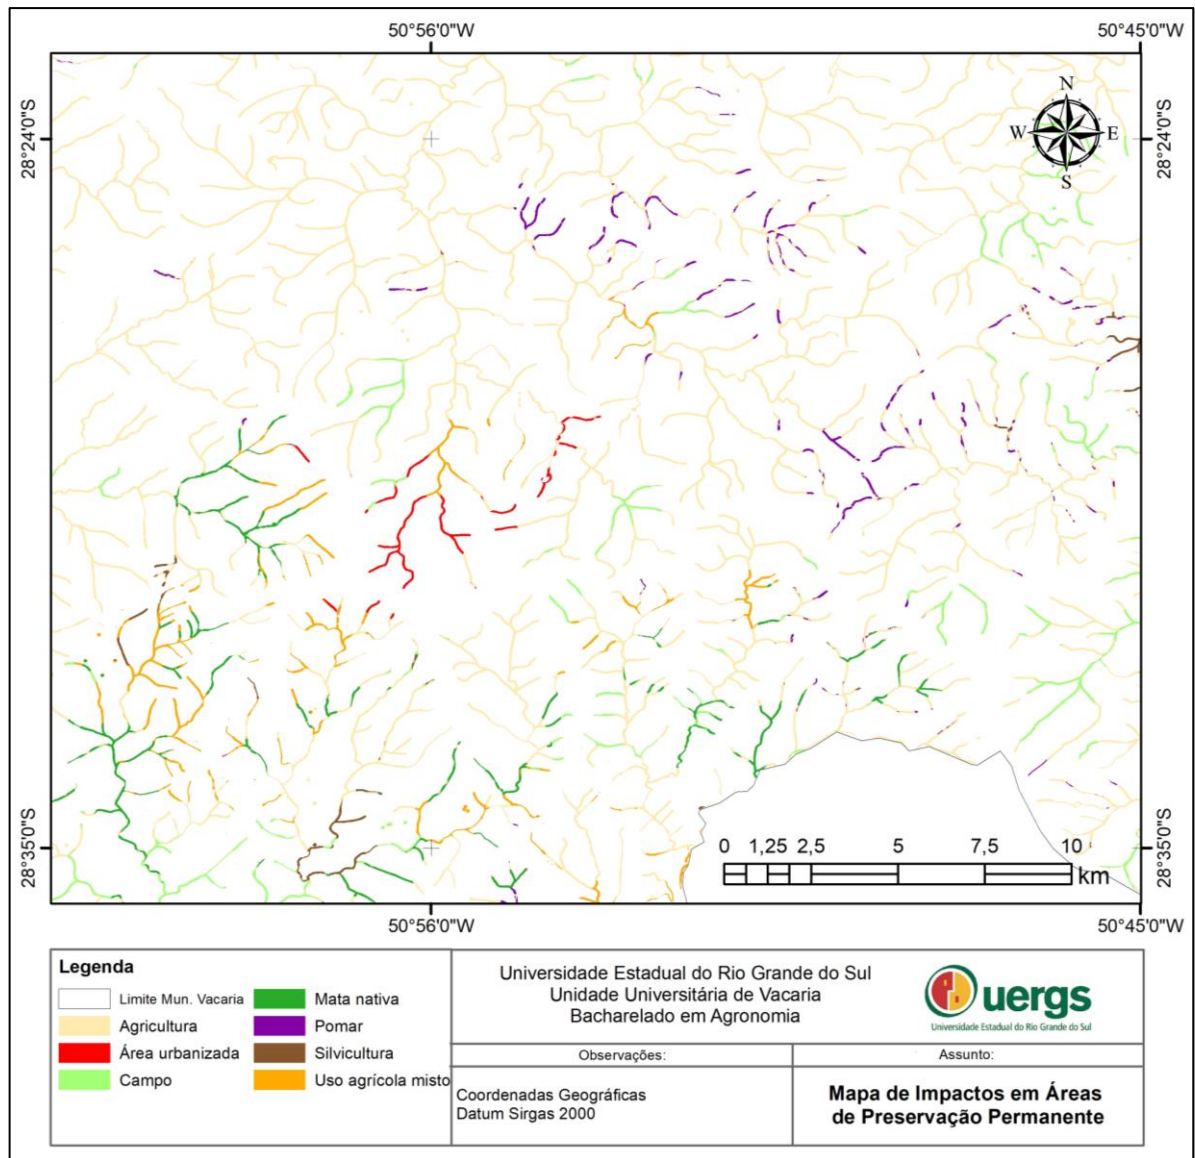 50°56'0"W
50°45'0"W
28°24'0"S
28°24'0"S
N
W
E
S
28°35'0"S
28°35'0"S
0 1,25 2,5 5 7,5 10
km
50°56'0"W
50°45'0"W
Legenda
Limite Mun. Vacaria
Agricultura
Área urbanizada
Campo
Mata nativa
Pomar
Silvicultura
Uso agrícola misto
Universidade Estadual do Rio Grande do Sul
Unidade Universitária de Vacaria
Bacharelado em Agronomia
uergs
Universidade Estadual do Rio Grande do Sul
Observações:
Assunto:
Coordenadas Geográficas
Datum Sirgas 2000
Mapa de Impactos em Áreas
de Preservação Permanente